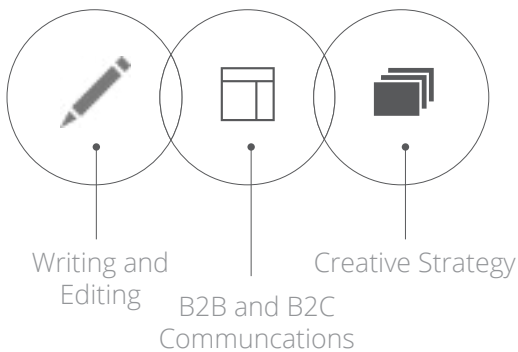 Writing and
Editing
B2B and B2C
Communcations
Creative Strategy